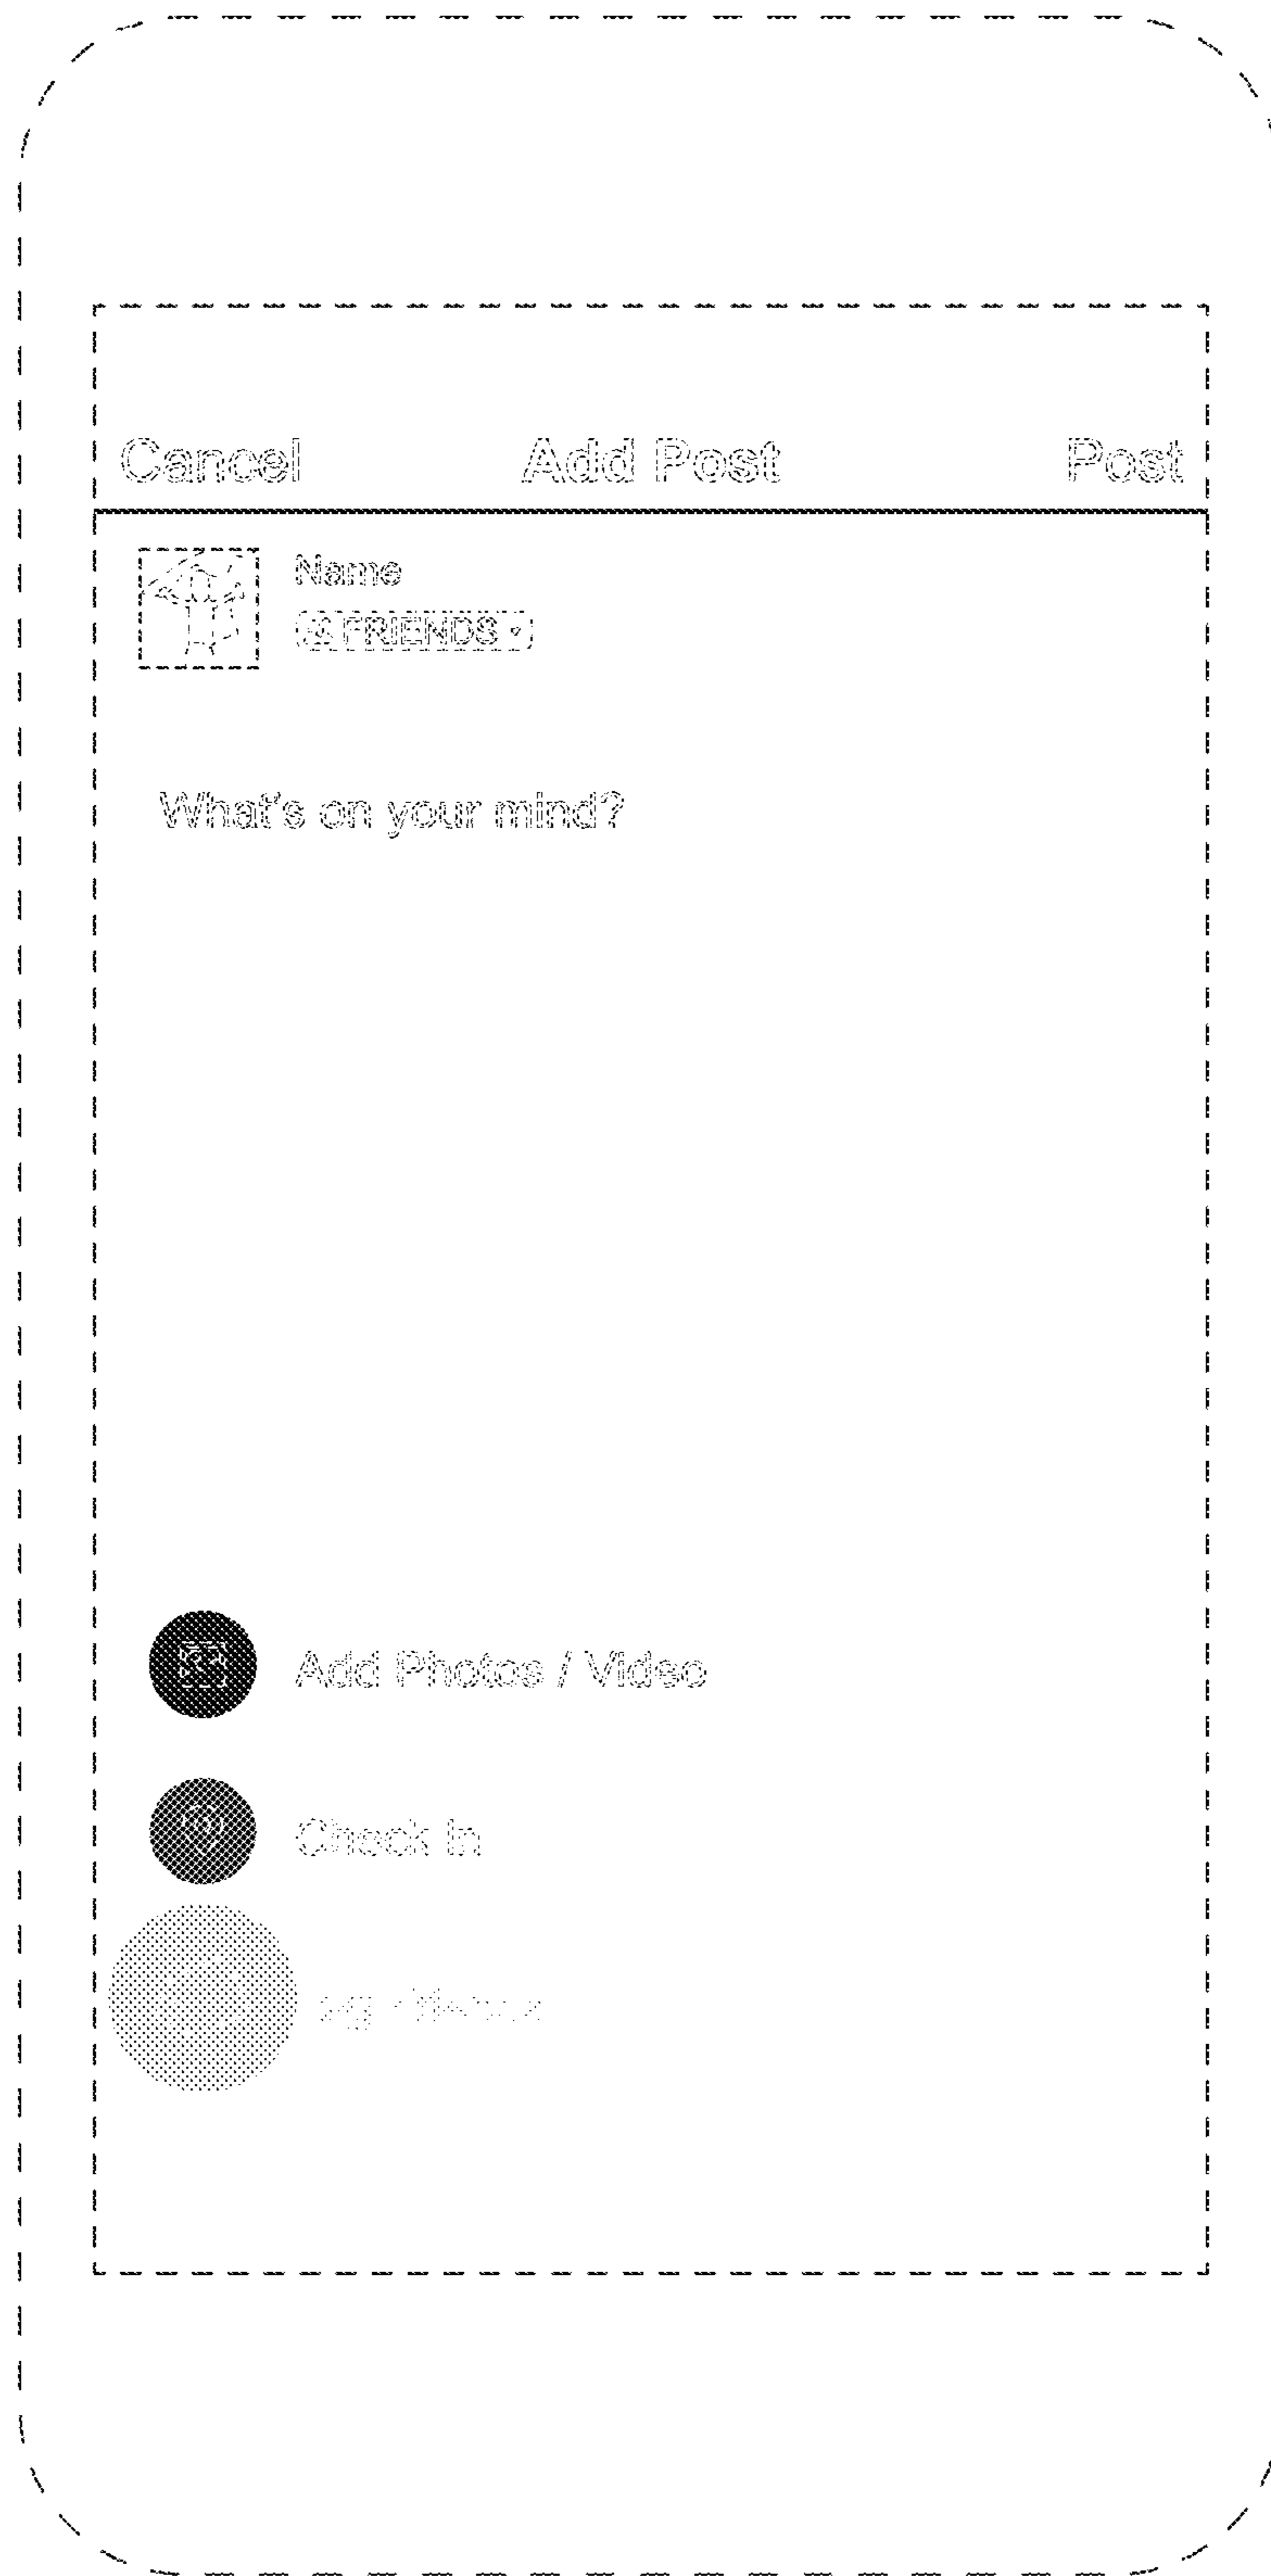 Cancel Add Post Post
Name
FRIENDS
What's on your mind?
Add Photos / Video
Check In